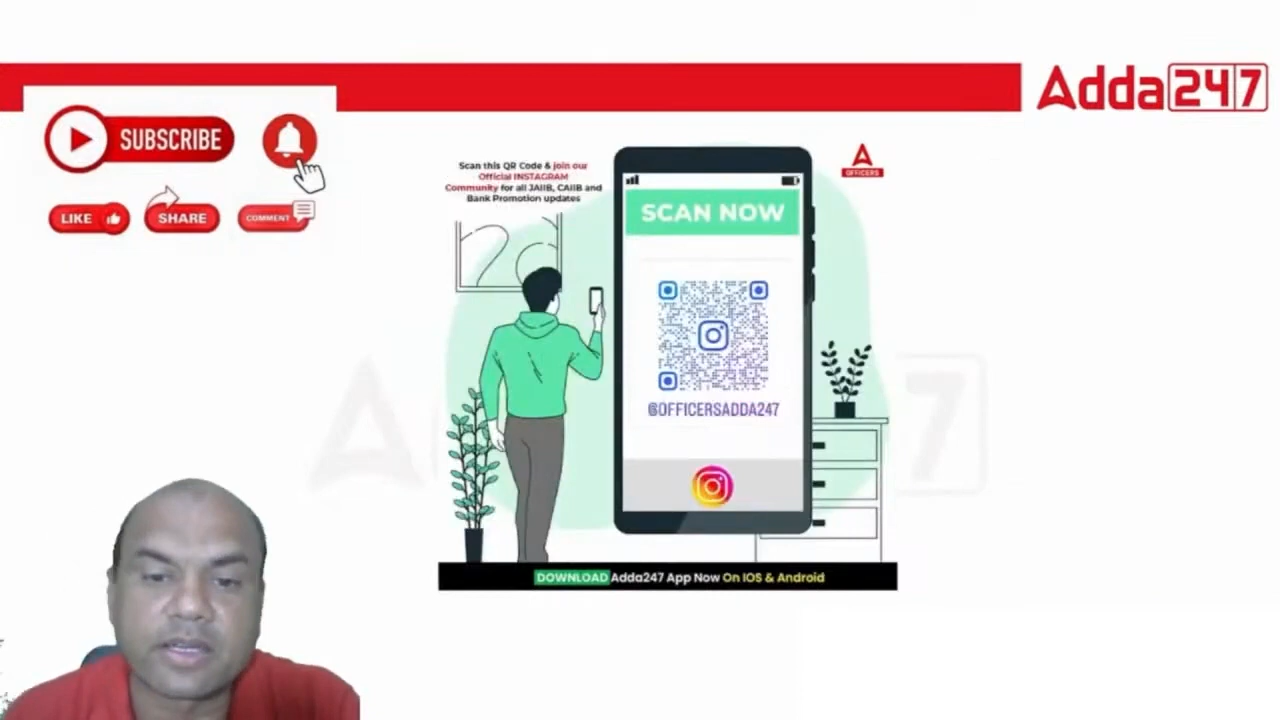 Adda247
SUBSCRIBE
LIKE
SHARE
COMMENT
Scan this QR Code & join our
Official INSTAGRAM
Community for all JAIIB, CAIIB and
Bank Promotion updates
OFFICERS
SCAN NOW
@OFFICERSADDA247
DOWNLOAD Adda247 App Now On IOS & Android